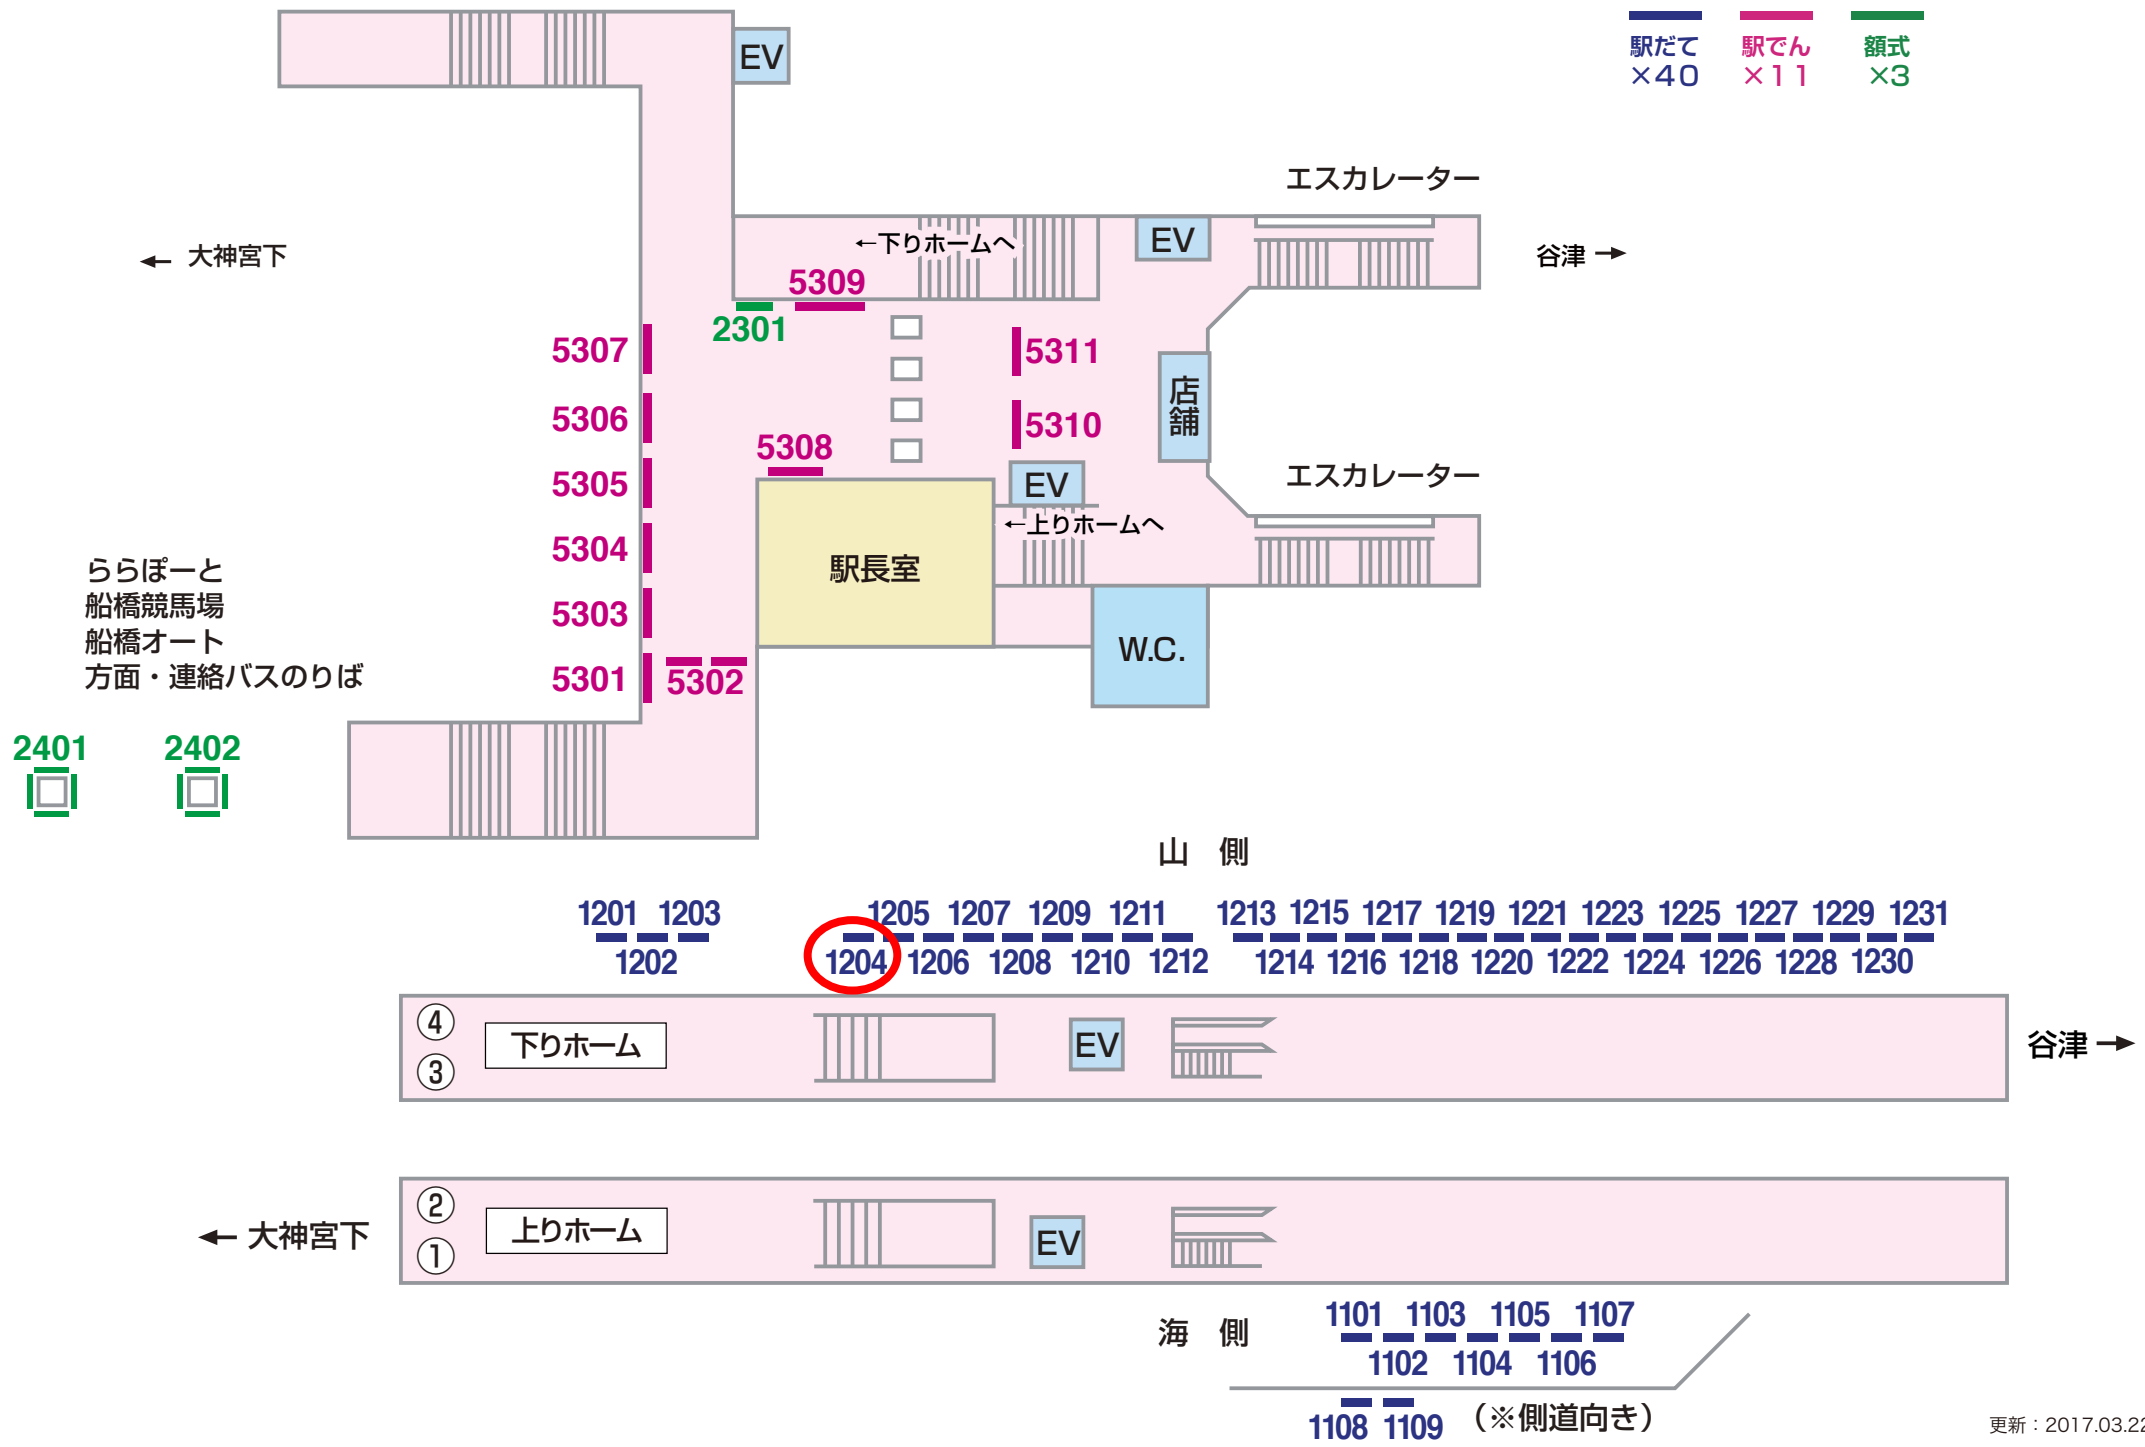 駅だて
×40
駅でん
×11
額式
×3
EV
エスカレーター
← 大神宮下
←下りホームへ
EV
谷津 →
5309
2301
5307
5311
5306
5310
店舗
5308
5305
EV
エスカレーター
←上りホームへ
5304
駅長室
ららぽーと
船橋競馬場
船橋オート
方面・連絡バスのりば
5303
5301
5302
W.C.
2401
2402
山 側
1201 1203 1205 1207 1209 1211 1213 1215 1217 1219 1221 1223 1225 1227 1229 1231
1202 1204 1206 1208 1210 1212 1214 1216 1218 1220 1222 1224 1226 1228 1230
④
下りホーム
EV
谷津 →
③
②
上りホーム
EV
← 大神宮下
①
海 側
1101 1103 1105 1107
1102 1104 1106
1108 1109 (※側道向き)
更新：2017.03.22